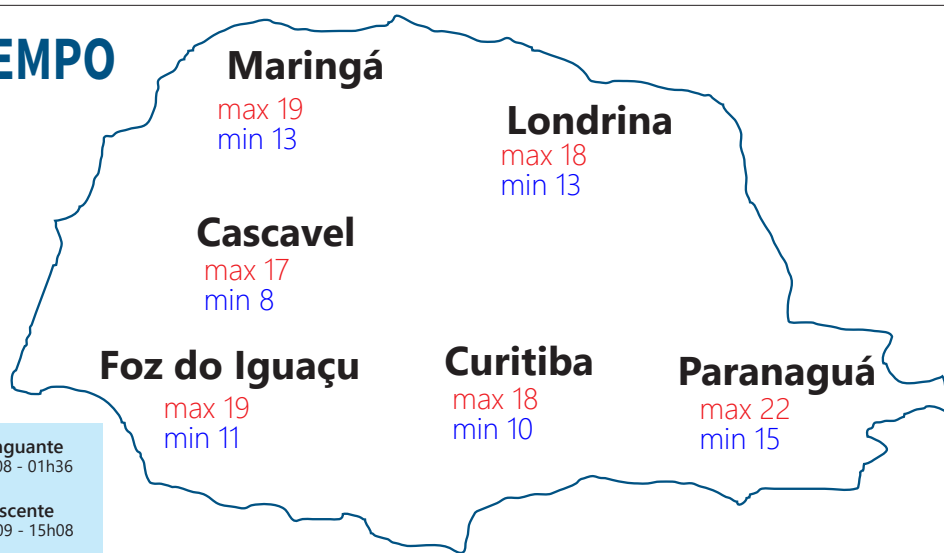 EMPO
Maringá
max 19
min 13
Londrina
max 18
min 13
Cascavel
max 17
min 8
Foz do Iguaçu
max 19
min 11
Curitiba
max 18
min 10
Paranaguá
max 22
min 15
nguante
08 - 01h36
scente
09 - 15h08